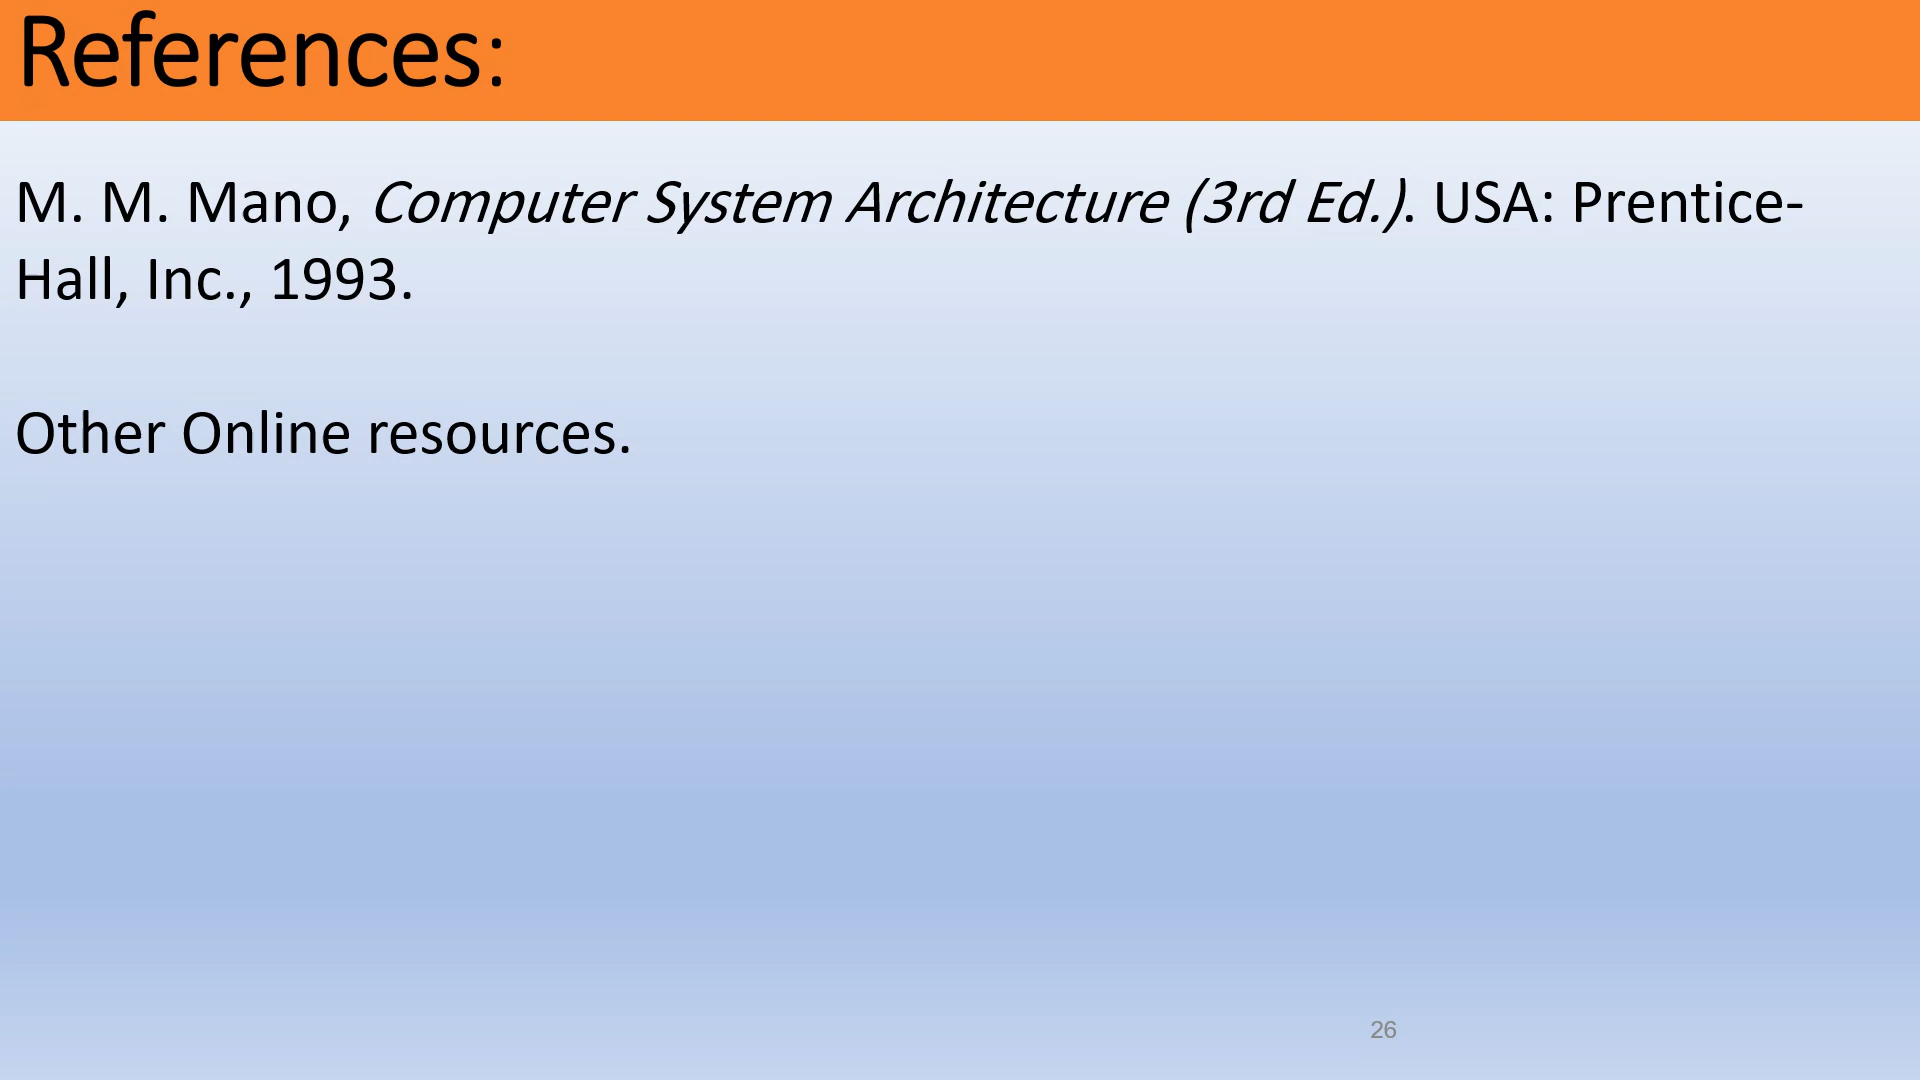 References:
M. M. Mano, Computer System Architecture (3rd Ed.). USA: Prentice-
Hall, Inc., 1993.
Other Online resources.
26